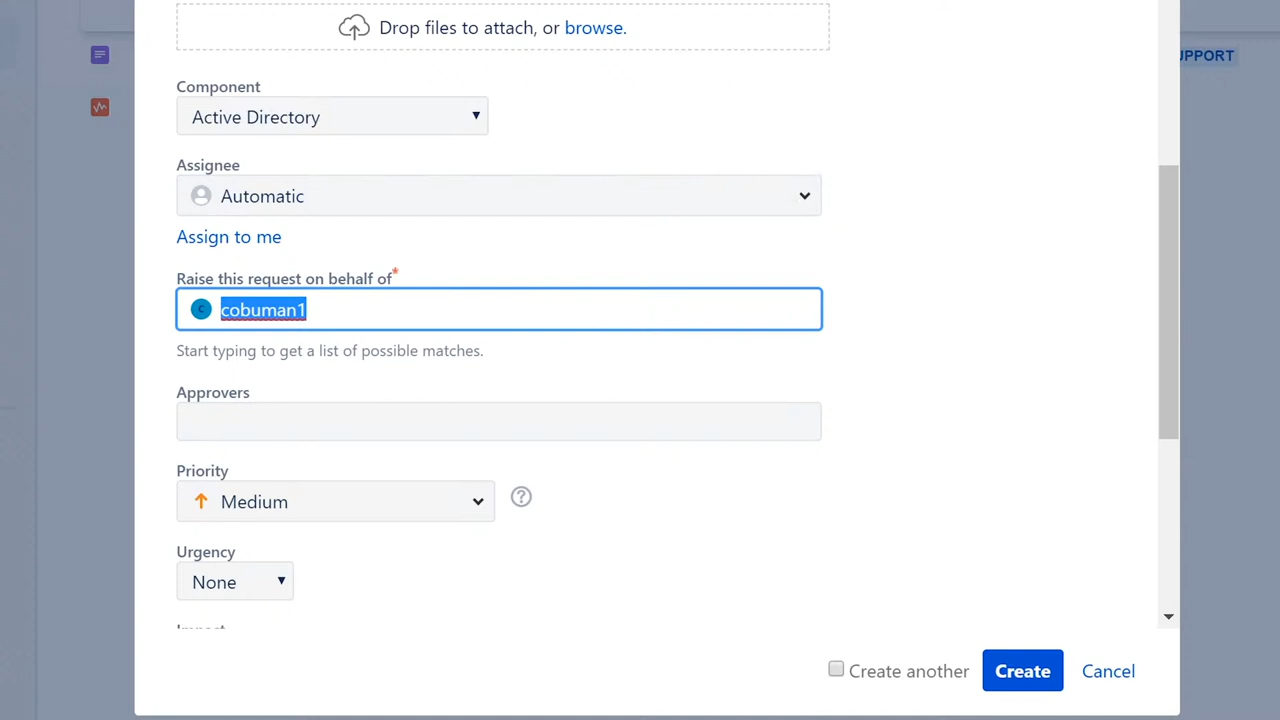 Drop files to attach, or browse.
UPPORT
Component
Active Directory
Assignee
Automatic
Assign to me
Raise this request on behalf of*
C cobuman1
Start typing to get a list of possible matches.
Approvers
Priority
Medium
Urgency
None
Impact
Create another Create Cancel